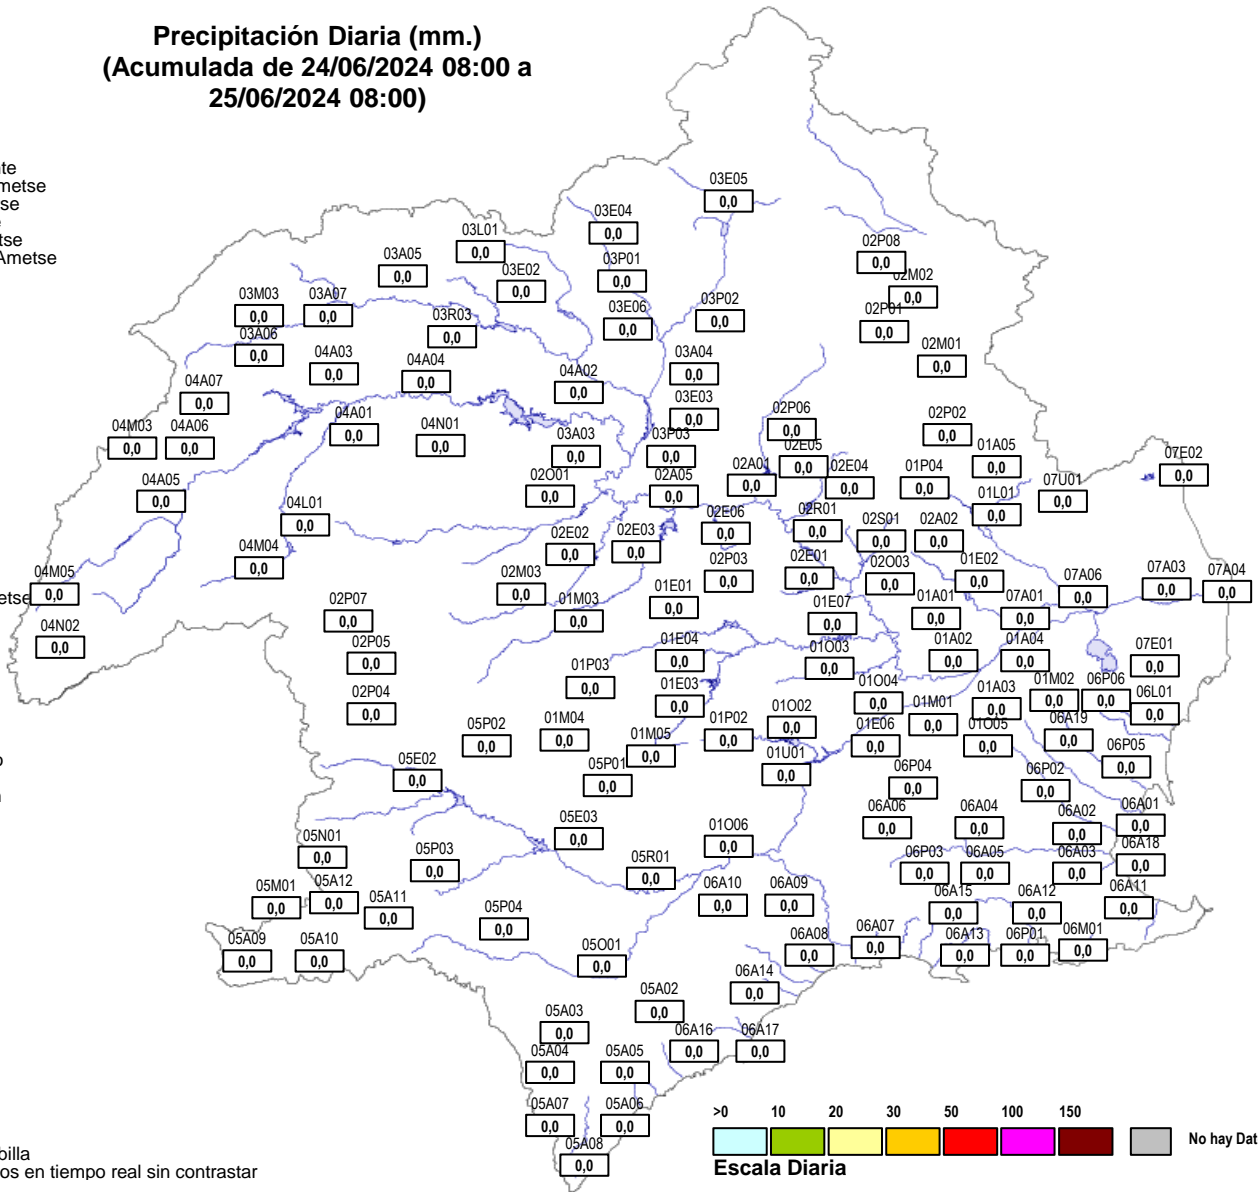 Precipitación Diaria (mm.)
(Acumulada de 24/06/2024 08:00 a
25/06/2024 08:00)
03E05
0,0
03E04
0,0
03L01
0,0
02P08
0,0
03A05
0,0
03P01
0,0
03E02
0,0
02M02
0,0
03M03
0,0
03A07
0,0
03P02
0,0
03E06
0,0
02P01
0,0
03R03
0,0
03A06
0,0
02M01
0,0
04A03
0,0
03A04
0,0
04A04
0,0
04A02
0,0
04A07
0,0
03E03
0,0
02P06
0,0
04A01
0,0
02P02
0,0
04M03
0,0
04A06
0,0
04N01
0,0
03A03
0,0
03P03
0,0
02E05
0,0
01A05
0,0
07E02
0,0
02A01
0,0
02E04
0,0
01P04
0,0
04A05
0,0
02O01
0,0
02A05
0,0
07U01
0,0
01L01
0,0
04L01
0,0
02E06
0,0
02R01
0,0
02S01
0,0
02A02
0,0
02E02
0,0
02E03
0,0
04M04
0,0
02P03
0,0
02E01
0,0
02O03
0,0
01E02
0,0
04M05
0,0
02M03
0,0
07A06
0,0
07A03
0,0
07A04
0,0
01E01
0,0
02P07
0,0
01M03
0,0
01E07
0,0
01A01
0,0
07A01
0,0
04N02
0,0
02P05
0,0
01E04
0,0
01O03
0,0
01A02
0,0
01A04
0,0
07E01
0,0
01P03
0,0
02P04
0,0
01E03
0,0
01O04
0,0
01A03
0,0
01M02
0,0
06P06
0,0
06L01
0,0
05P02
0,0
01M04
0,0
01P02
0,0
01O02
0,0
01M01
0,0
01E06
0,0
01O05
0,0
06A19
0,0
01M05
0,0
01U01
0,0
06P05
0,0
05E02
0,0
05P01
0,0
06P04
0,0
06P02
0,0
05E03
0,0
01O06
0,0
06A06
0,0
06A04
0,0
06A02
0,0
06A01
0,0
05N01
0,0
05P03
0,0
05R01
0,0
06P03
0,0
06A05
0,0
06A03
0,0
06A18
0,0
05M01
0,0
05A12
0,0
05A11
0,0
06A10
0,0
06A09
0,0
06A15
0,0
06A12
0,0
06A11
0,0
05P04
0,0
05A09
0,0
05A10
0,0
05O01
0,0
06A08
0,0
06A07
0,0
06A13
0,0
06P01
0,0
06M01
0,0
06A14
0,0
05A02
0,0
05A03
0,0
06A16
0,0
06A17
0,0
05A04
0,0
05A05
0,0
05A07
0,0
05A06
0,0
05A08
0,0
>0 10 20 30 50 100 150
No hay Dat
Escala Diaria
os en tiempo real sin contrastar